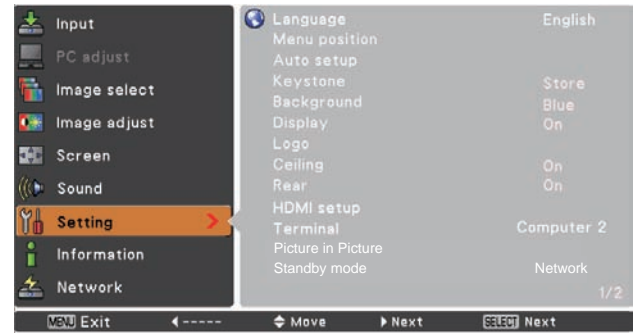 Input
PC adjust
Image select
Image adjust
Screen
Sound
Setting
Information
Network
Language English
Menu position
Auto setup
Keystone Store
Background Blue
Display On
Logo
Ceiling On
Rear On
HDMI setup
Terminal Computer 2
Picture in Picture
Standby mode Network
1/2
MENU Exit ◀----- Move Next SELECT Next